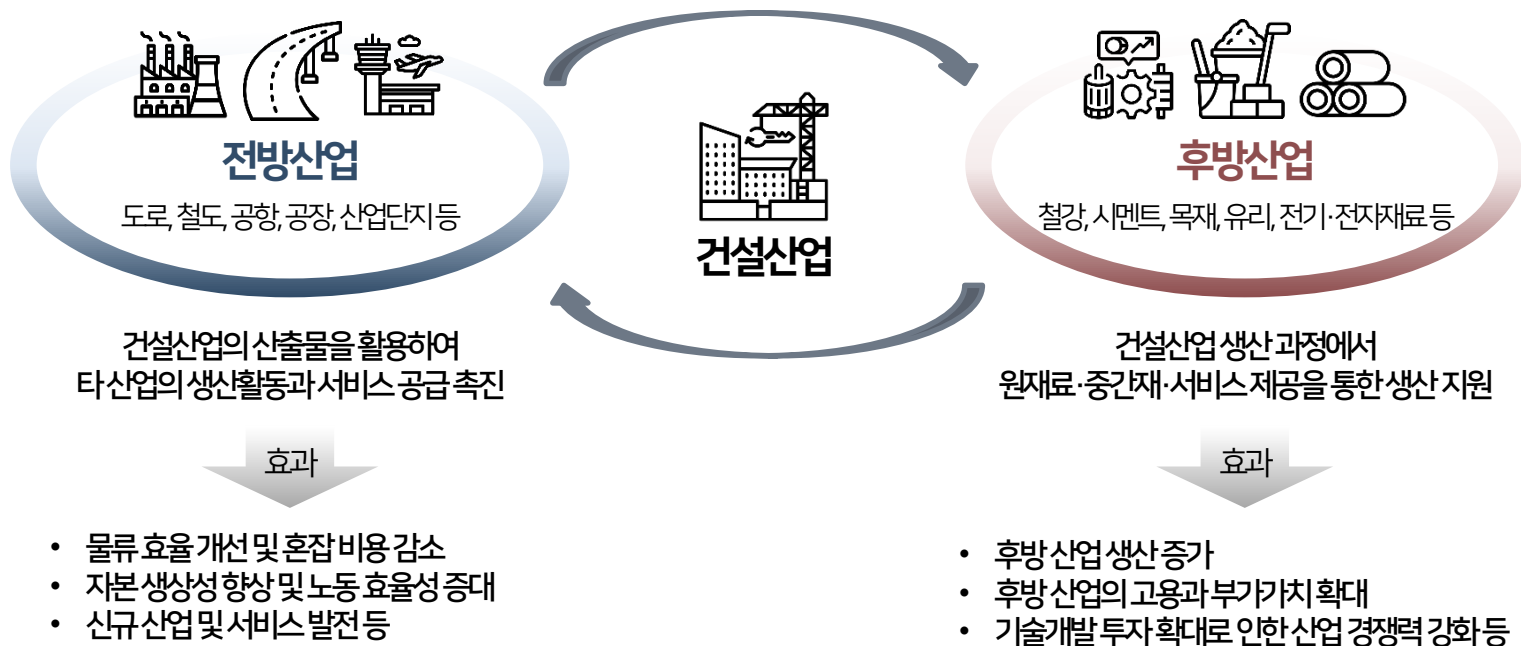 전방산업
도로, 철도, 공항, 공장, 산업단지 등
건설산업의 산출물을 활용하여
타 산업의 생산활동과 서비스 공급 촉진
효과
• 물류 효율 개선 및 혼잡 비용 감소
• 자본 생상성 향상 및 노동 효율성 증대
• 신규 산업 및 서비스 발전 등
건설산업
후방산업
철강, 시멘트, 목재, 유리, 전기·전자재료 등
건설산업 생산 과정에서
원재료·중간재·서비스 제공을 통한 생산 지원
효과
• 후방 산업 생산 증가
• 후방 산업의 고용과 부가가치 확대
• 기술개발 투자 확대로 인한 산업 경쟁력 강화 등